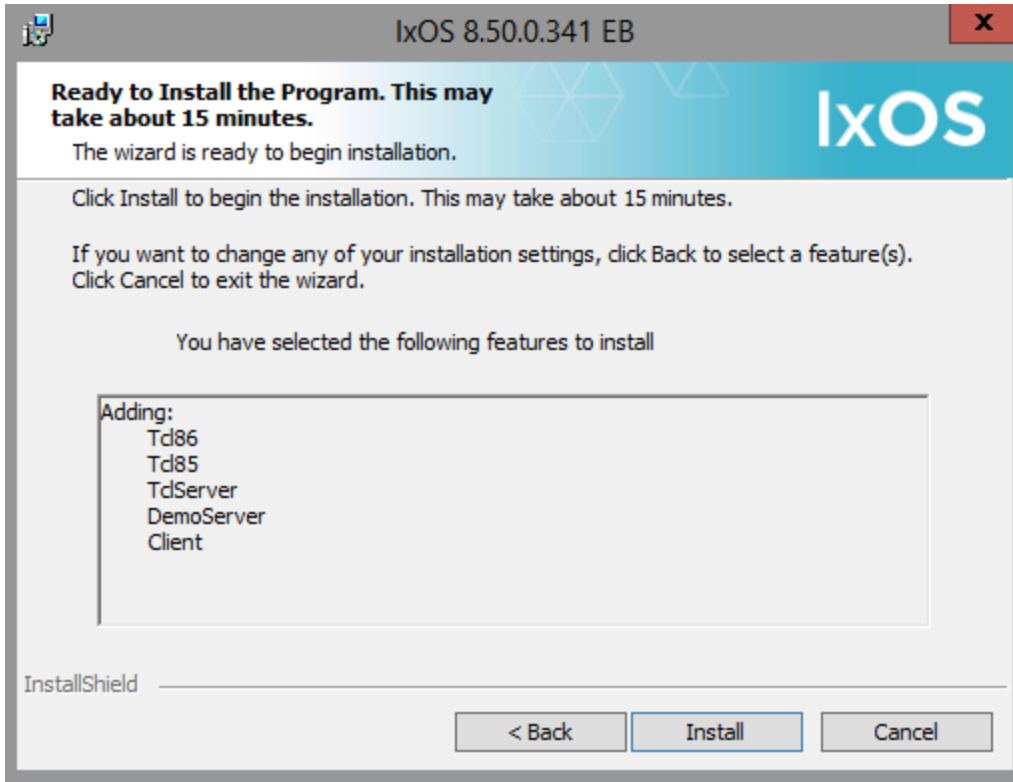 IxOS 8.50.0.341 EB
x
Ready to Install the Program. This may
take about 15 minutes.
The wizard is ready to begin installation.
IxOS
Click Install to begin the installation. This may take about 15 minutes.
If you want to change any of your installation settings, click Back to select a feature(s).
Click Cancel to exit the wizard.
You have selected the following features to install
Adding:
Tcl86
Tcl85
TclServer
DemoServer
Client
InstallShield
< Back
Install
Cancel